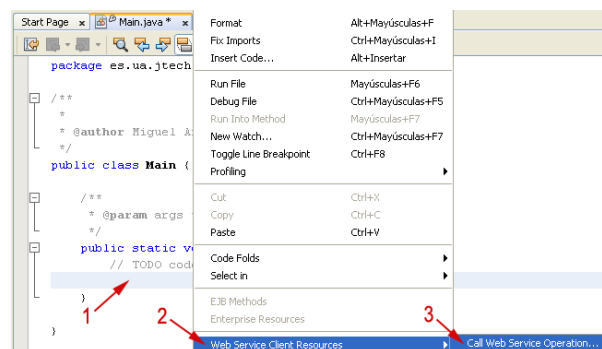 Start Page
Main.java *
package es.ua.jtech
/**
*
* @author Miguel
*/
public class Main {
/**
* @param args
*/
public static
// TODO
}
}
Format Alt+Mayúsculas+F
Fix Imports Ctrl+Mayúsculas+I
Insert Code... Alt+Insertar
Run File Mayúsculas+F6
Debug File Ctrl+Mayúsculas+F5
Run Into Method Mayúsculas+F7
New Watch... Ctrl+Mayúsculas+F7
Toggle Line Breakpoint Ctrl+F8
Profiling
Cut Ctrl+X
Copy Ctrl+C
Paste Ctrl+V
Code Folds
Select in
EJB Methods
Enterprise Resources
Web Service Client Resources
Call Web Service Operation...
1
2
3